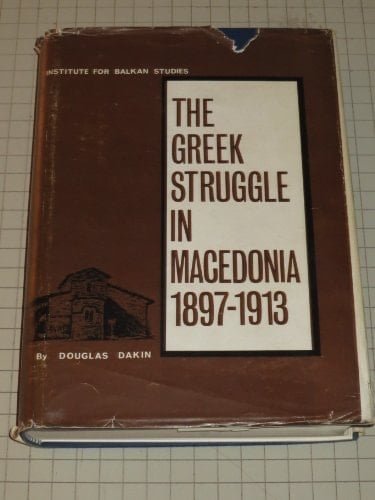 INSTITUTE FOR BALKAN STUDIES
THE
GREEK
STRUGGLE
IN
MACEDONIA
1897-1913
By DOUGLAS DAKIN